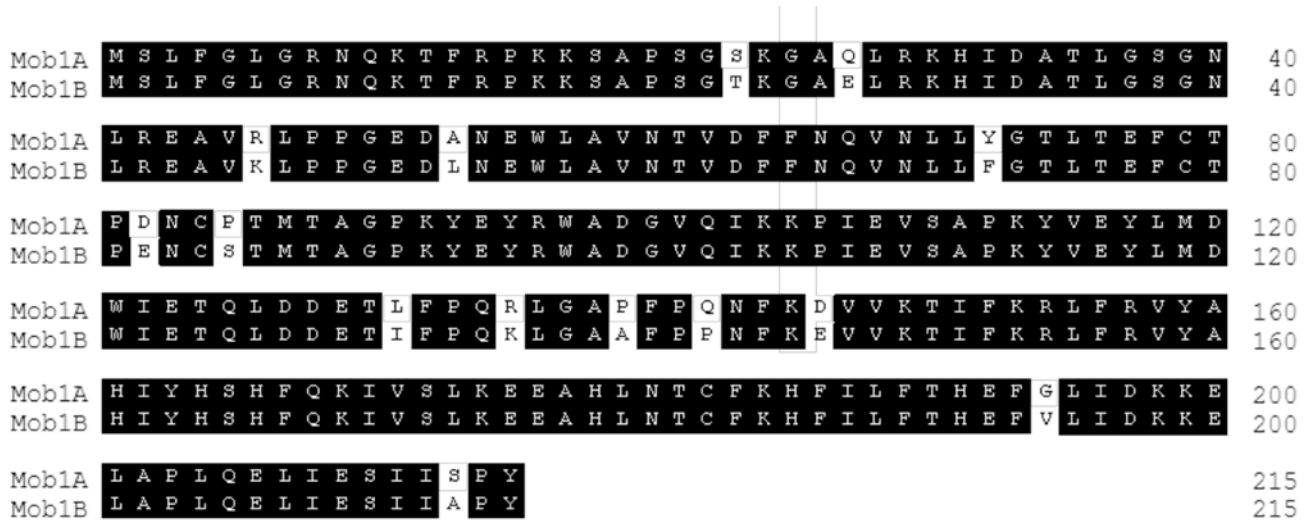 Mob1A M S L F G L G R N Q K T F R P K K S A P S G S K G A Q L R K H I D A T L G S G N 40
Mob1B M S L F G L G R N Q K T F R P K K S A P S G T K G A E L R K H I D A T L G S G N 40
Mob1A L R E A V R L P P G E D A N E W L A V N T V D F F N Q V N L L Y G T L T E F C T 80
Mob1B L R E A V K L P P G E D L N E W L A V N T V D F F N Q V N L L F G T L T E F C T 80
Mob1A P D N C P T M T A G P K Y E Y R W A D G V Q I K K P I E V S A P K Y V E Y L M D 120
Mob1B P E N C S T M T A G P K Y E Y R W A D G V Q I K K P I E V S A P K Y V E Y L M D 120
Mob1A W I E T Q L D D E T L F P Q R L G A P F P Q N F K D V V K T I F K R L F R V Y A 160
Mob1B W I E T Q L D D E T I F P Q K L G A A F P P N F K E V V K T I F K R L F R V Y A 160
Mob1A H I Y H S H F Q K I V S L K E E A H L N T C F K H F I L F T H E F G L I D K K E 200
Mob1B H I Y H S H F Q K I V S L K E E A H L N T C F K H F I L F T H E F V L I D K K E 200
Mob1A L A P L Q E L I E S I I S P Y 215
Mob1B L A P L Q E L I E S I I A P Y 215